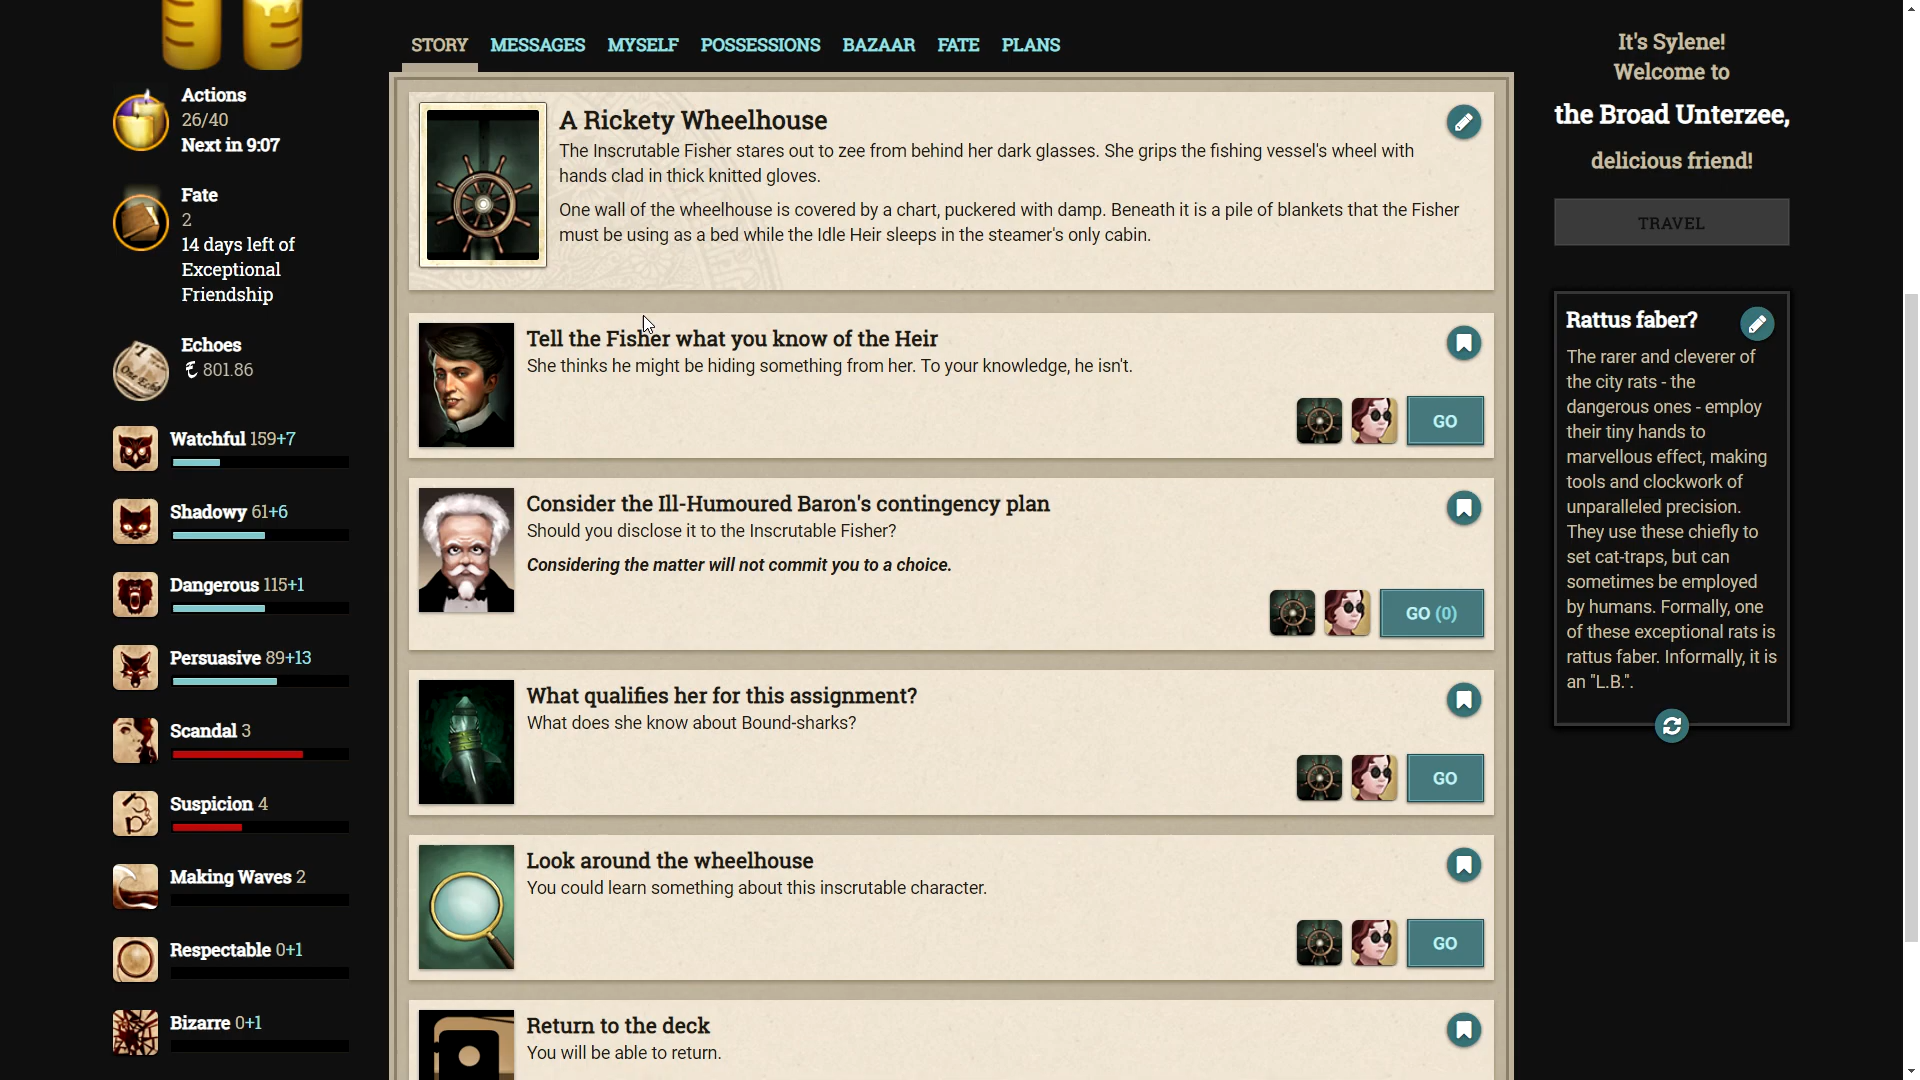 STORY MESSAGES MYSELF POSSESSIONS BAZAAR FATE PLANS
Actions
26/40
Next in 9:07
Fate
2
14 days left of
Exceptional
Friendship
Echoes
801.86
Watchful 159+7
Shadowy 61+6
Dangerous 115+1
Persuasive 89+13
Scandal 3
Suspicion 4
Making Waves 2
Respectable 0+1
Bizarre 0+1
A Rickety Wheelhouse
The Inscrutable Fisher stares out to zee from behind her dark glasses. She grips the fishing vessel's wheel with
hands clad in thick knitted gloves.
One wall of the wheelhouse is covered by a chart, puckered with damp. Beneath it is a pile of blankets that the Fisher
must be using as a bed while the Idle Heir sleeps in the steamer's only cabin.
Tell the Fisher what you know of the Heir
She thinks he might be hiding something from her. To your knowledge, he isn't.
GO
Consider the Ill-Humoured Baron's contingency plan
Should you disclose it to the Inscrutable Fisher?
Considering the matter will not commit you to a choice.
GO (0)
What qualifies her for this assignment?
What does she know about Bound-sharks?
GO
Look around the wheelhouse
You could learn something about this inscrutable character.
GO
Return to the deck
You will be able to return.
It's Sylene!
Welcome to
the Broad Unterzee,
delicious friend!
TRAVEL
Rattus faber?
The rarer and cleverer of
the city rats - the
dangerous ones - employ
their tiny hands to
marvellous effect, making
tools and clockwork of
unparalleled precision.
They use these chiefly to
set cat-traps, but can
sometimes be employed
by humans. Formally, one
of these exceptional rats is
rattus faber. Informally, it is
an "L.B.".